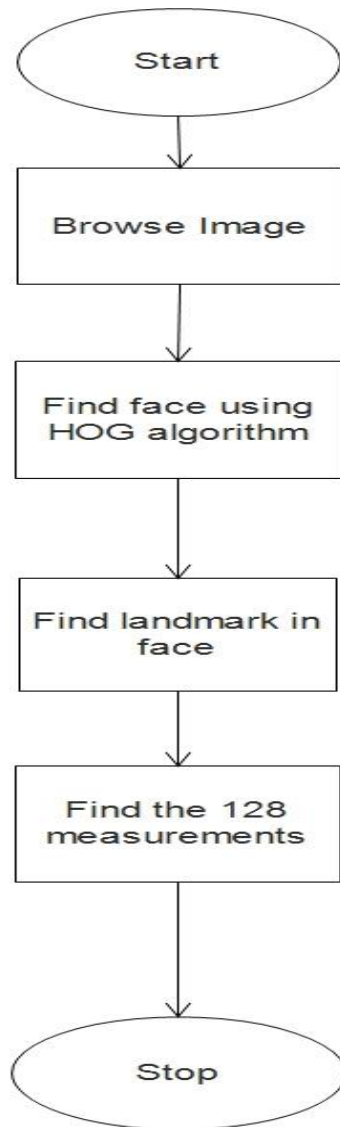 Start
Browse Image
Find face using
HOG algorithm
Find landmark in
face
Find the 128
measurements
Stop